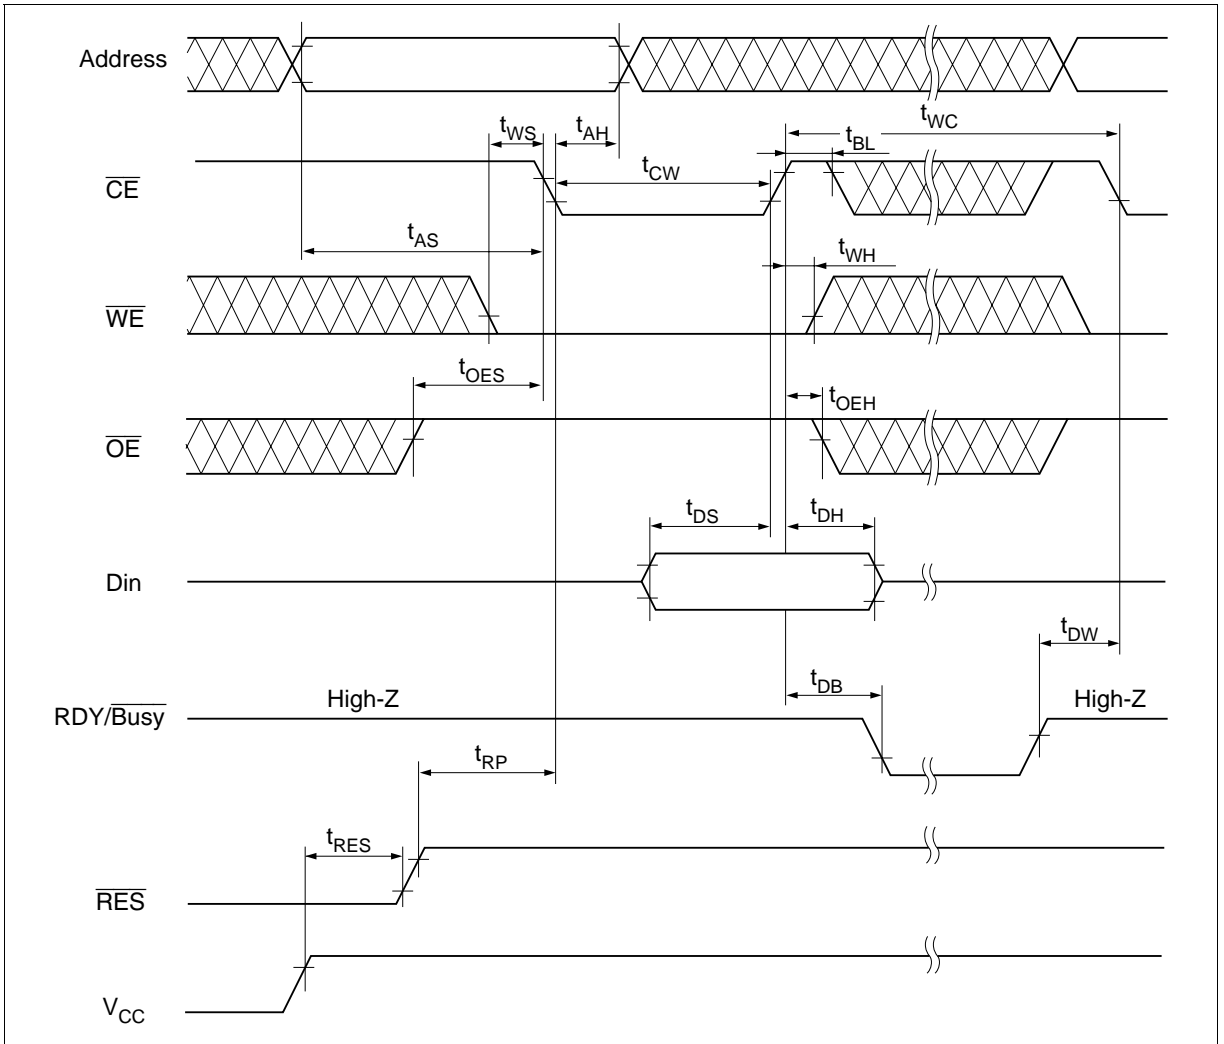 Address
tWC
tWS
tAH
tBL
tCW
CE
tAS
tWH
WE
tOES
tOEH
OE
tDS
tDH
Din
tDW
tDB
High-Z
High-Z
RDY/Busy
tRP
tRES
RES
VCC